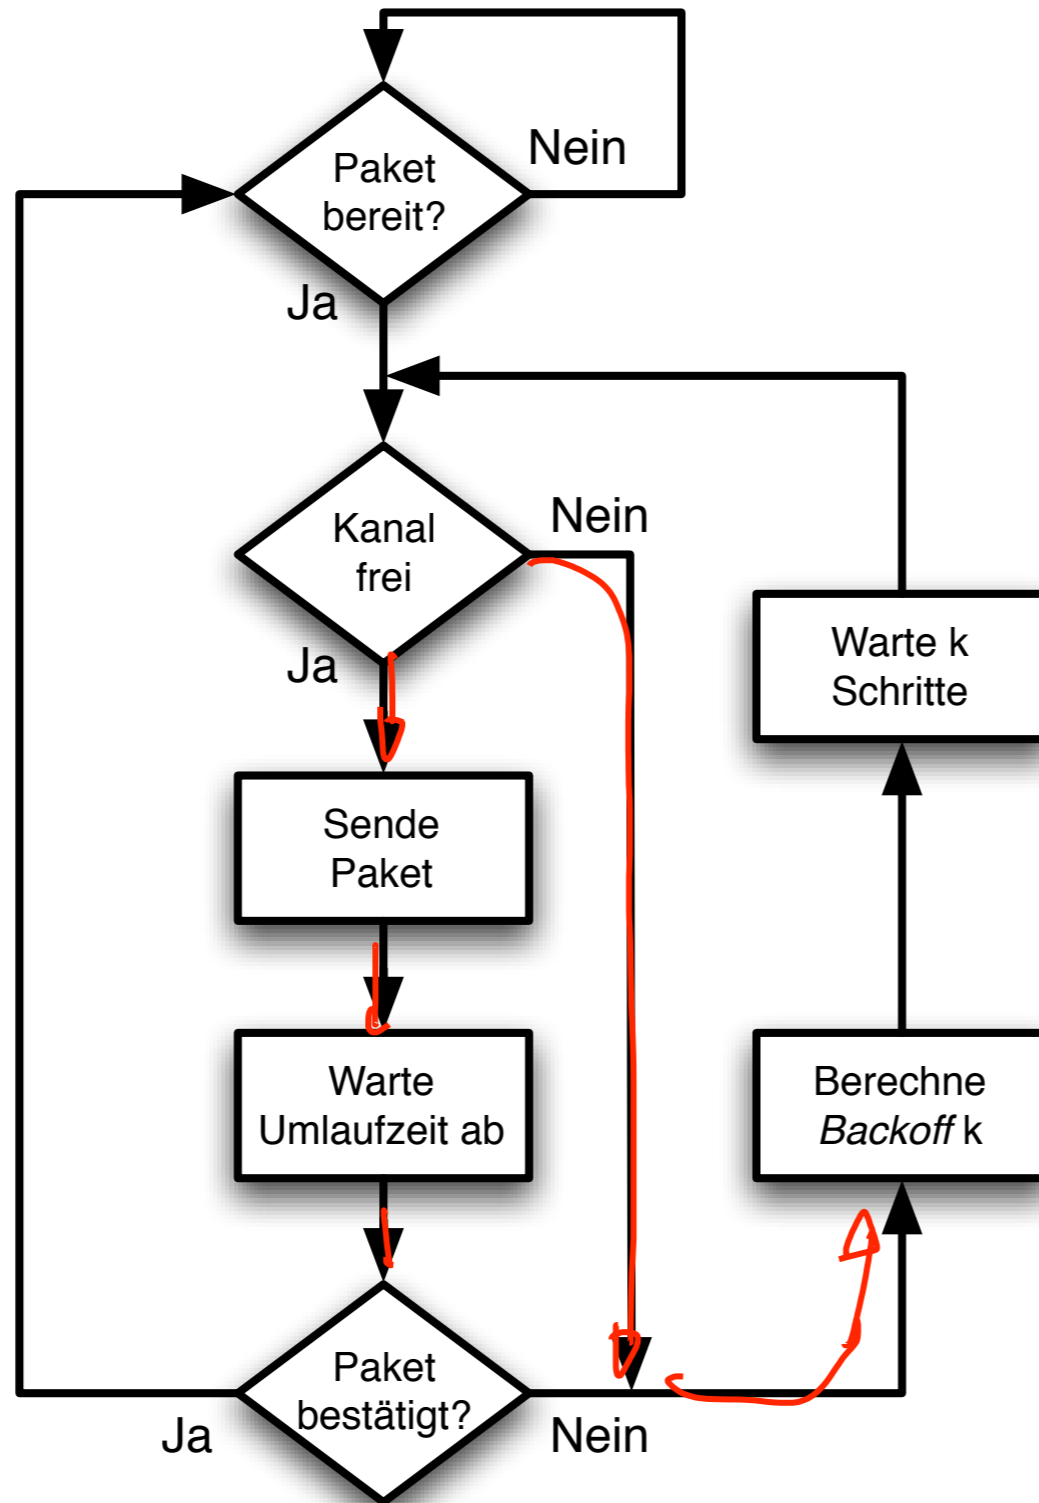 Paket
bereit?
Nein
Ja
Kanal
frei
Nein
Ja
Sende
Paket
Warte
Umlaufzeit ab
Paket
bestätigt?
Ja
Nein
Berechne
Backoff k
Warte k
Schritte